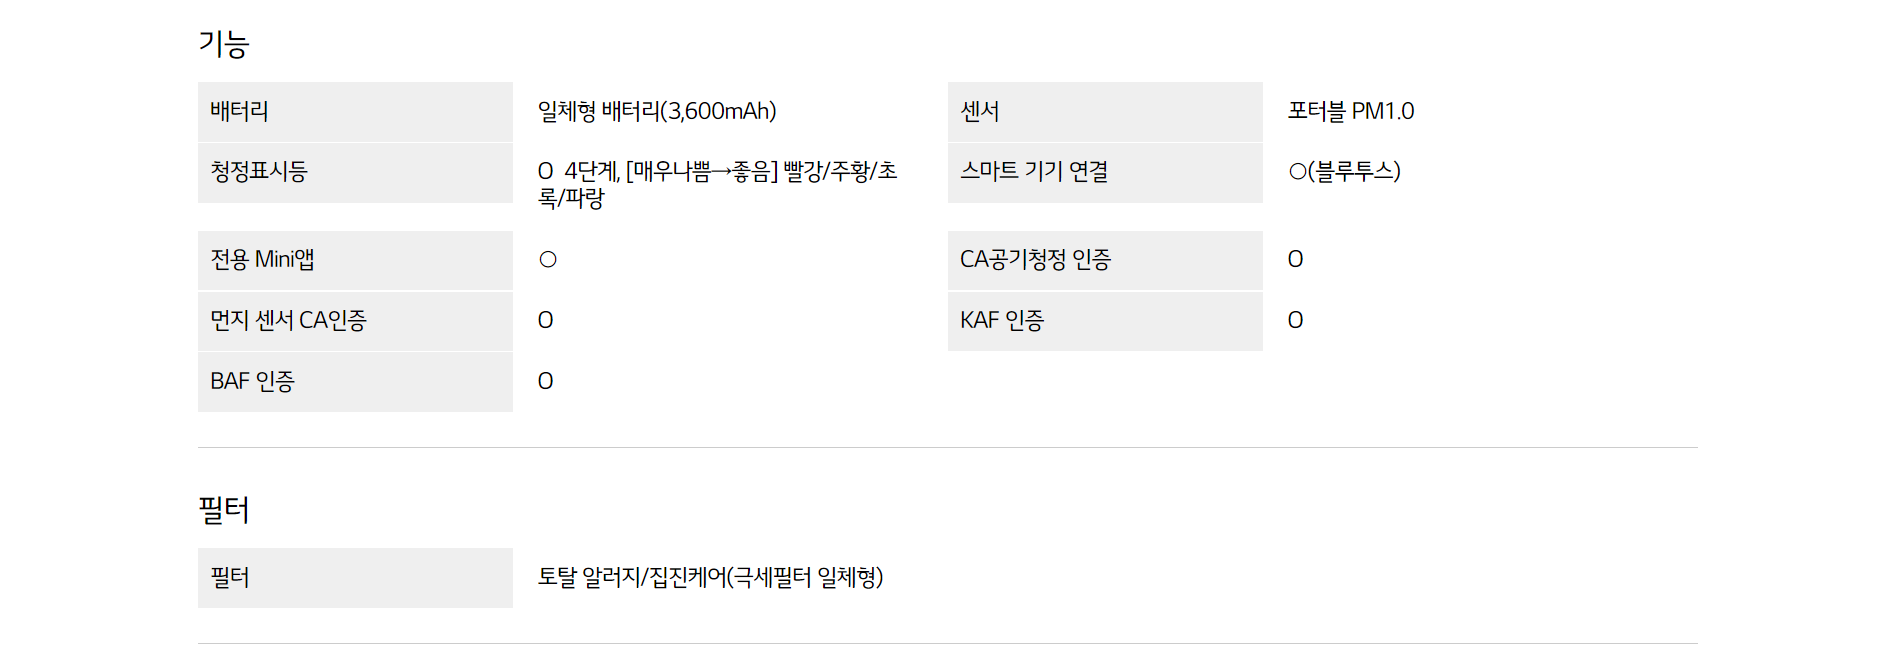 기능
배터리
일체형 배터리(3,600mAh)
센서
포터블 PM1.0
청정표시등
O 4단계, [매우나쁨→좋음] 빨강/주황/초
록/파랑
스마트 기기 연결
○(블루투스)
전용 Mini앱
○
CA공기청정 인증
O
먼지 센서 CA인증
O
KAF 인증
O
BAF 인증
O
필터
필터
토탈 알러지/집진케어(극세필터 일체형)